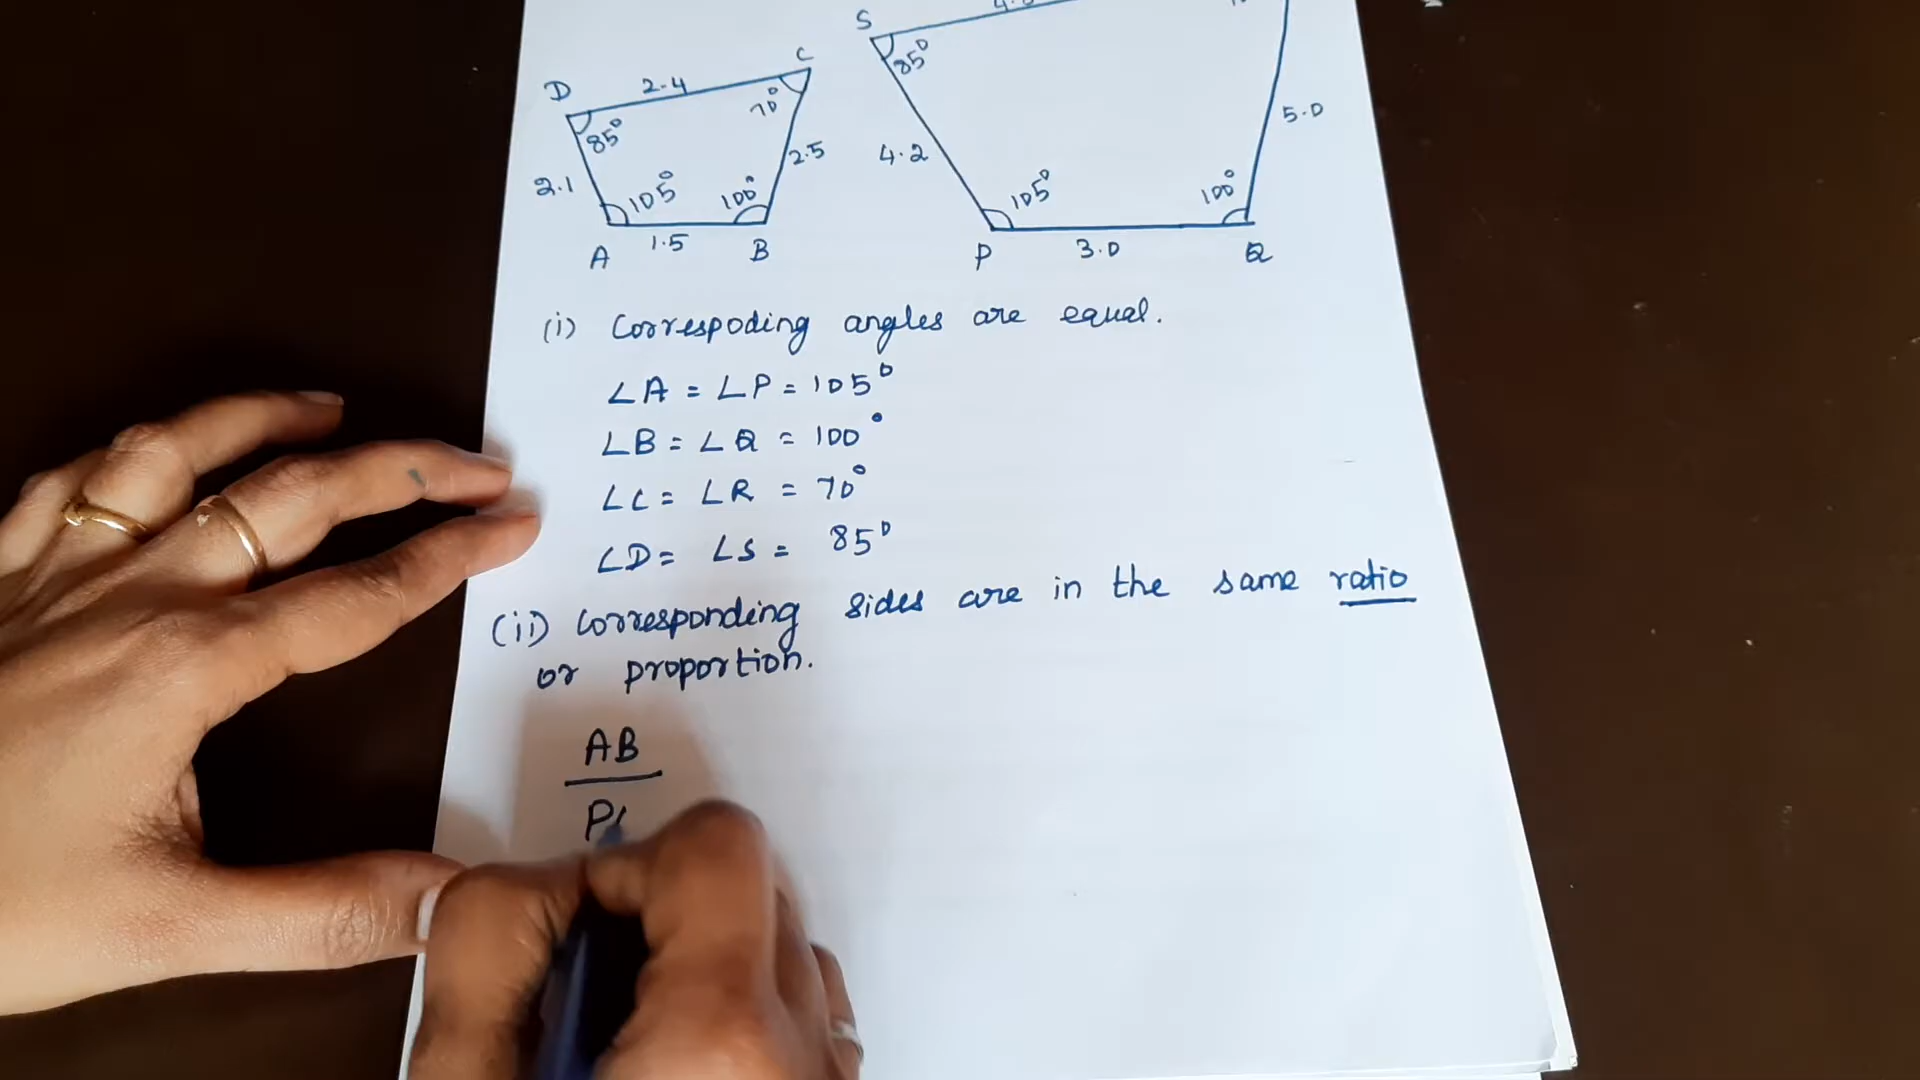 S
D 2.4 C
85°
70°
85°
2.1
2.5
4.2
5.0
105° 100°
105° 100°
A 1.5 B
P 3.0 Q
(i) Correspoding angles are equal.
∠A = ∠P = 105°
∠B = ∠Q = 100°
∠C = ∠R = 70°
∠D = ∠S = 85°
(ii) Corresponding sides are in the same ratio
or proportion.
AB
P